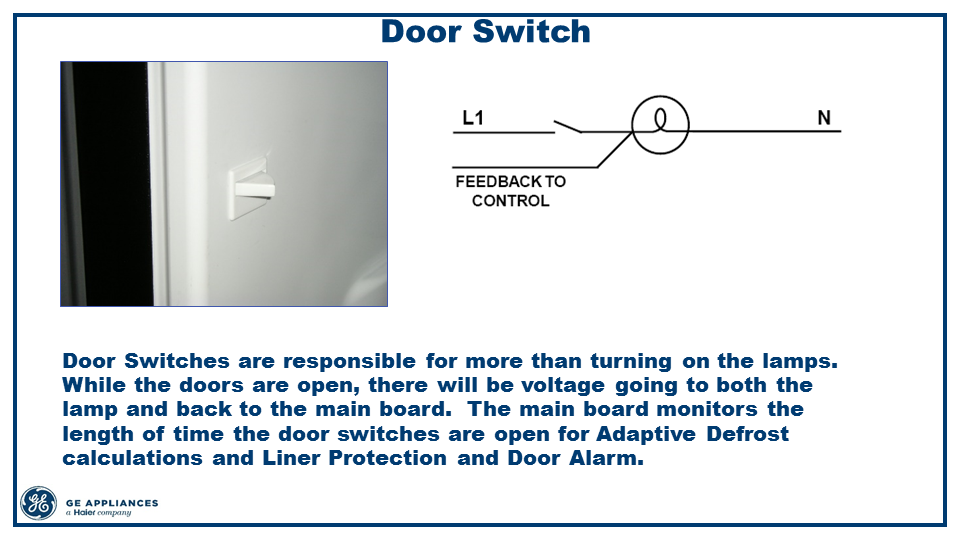 Door Switch
L1
N
FEEDBACK TO
CONTROL
Door Switches are responsible for more than turning on the lamps.
While the doors are open, there will be voltage going to both the
lamp and back to the main board.  The main board monitors the
length of time the door switches are open for Adaptive Defrost
calculations and Liner Protection and Door Alarm.
GE
GE APPLIANCES
a Haier company